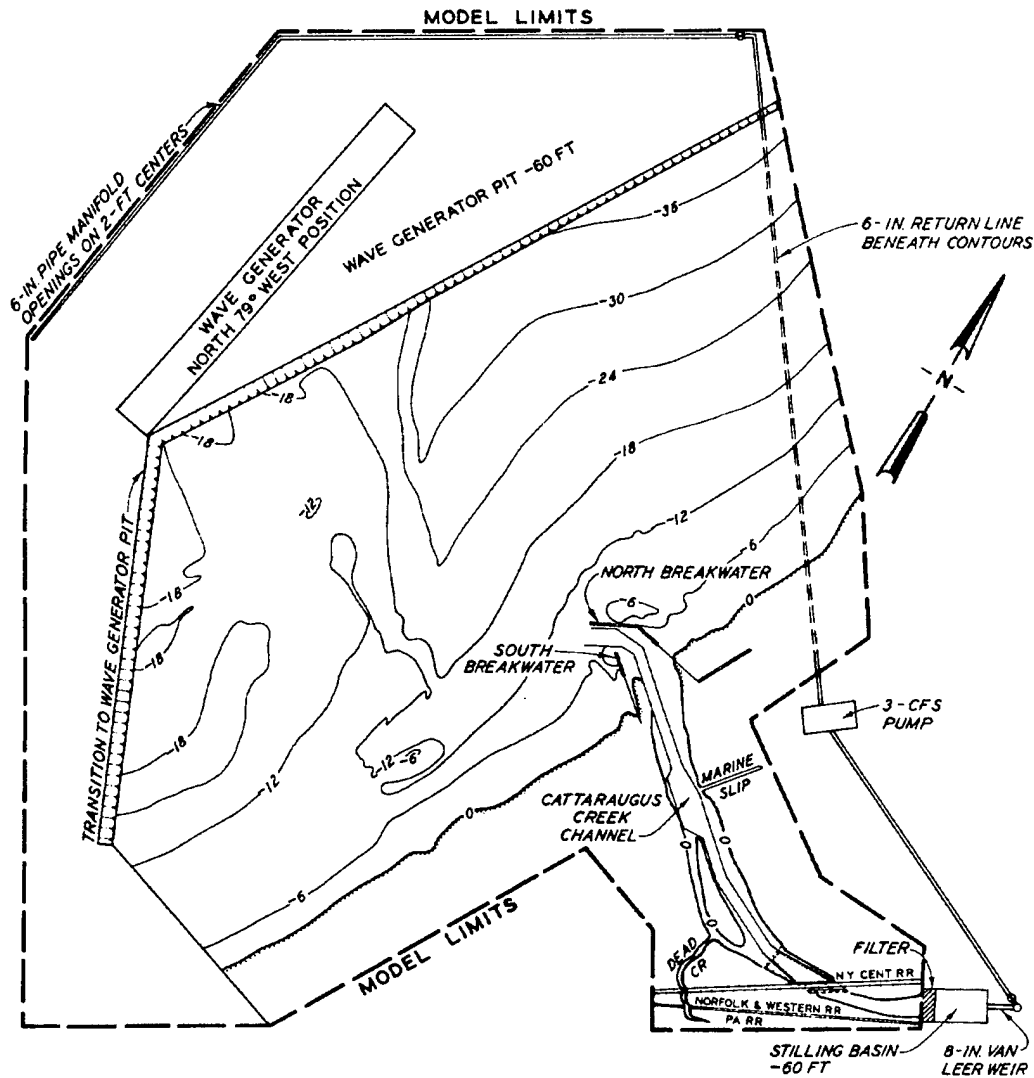 MODEL LIMITS
6-IN. PIPE MANIFOLD
OPENINGS ON 2-FT CENTERS
WAVE GENERATOR
NORTH 79° WEST POSITION
WAVE GENERATOR PIT -60 FT
-36
6-IN. RETURN LINE
BENEATH CONTOURS
-30
-N-
-24
-18
-18
-18
-12
-12
-6
0
NORTH BREAKWATER
-6
TRANSITION TO WAVE GENERATOR PIT
-18
-18
SOUTH
BREAKWATER
3-CFS
PUMP
-18
-12
-6
-12
0
MARINE
SLIP
CATTARAUGUS
CREEK
CHANNEL
0
0
0
-6
MODEL LIMITS
DEAD
CR
FILTER
NY CENT RR
NORFOLK & WESTERN RR
PA RR
STILLING BASIN
-60 FT
8-IN. VAN
LEER WEIR